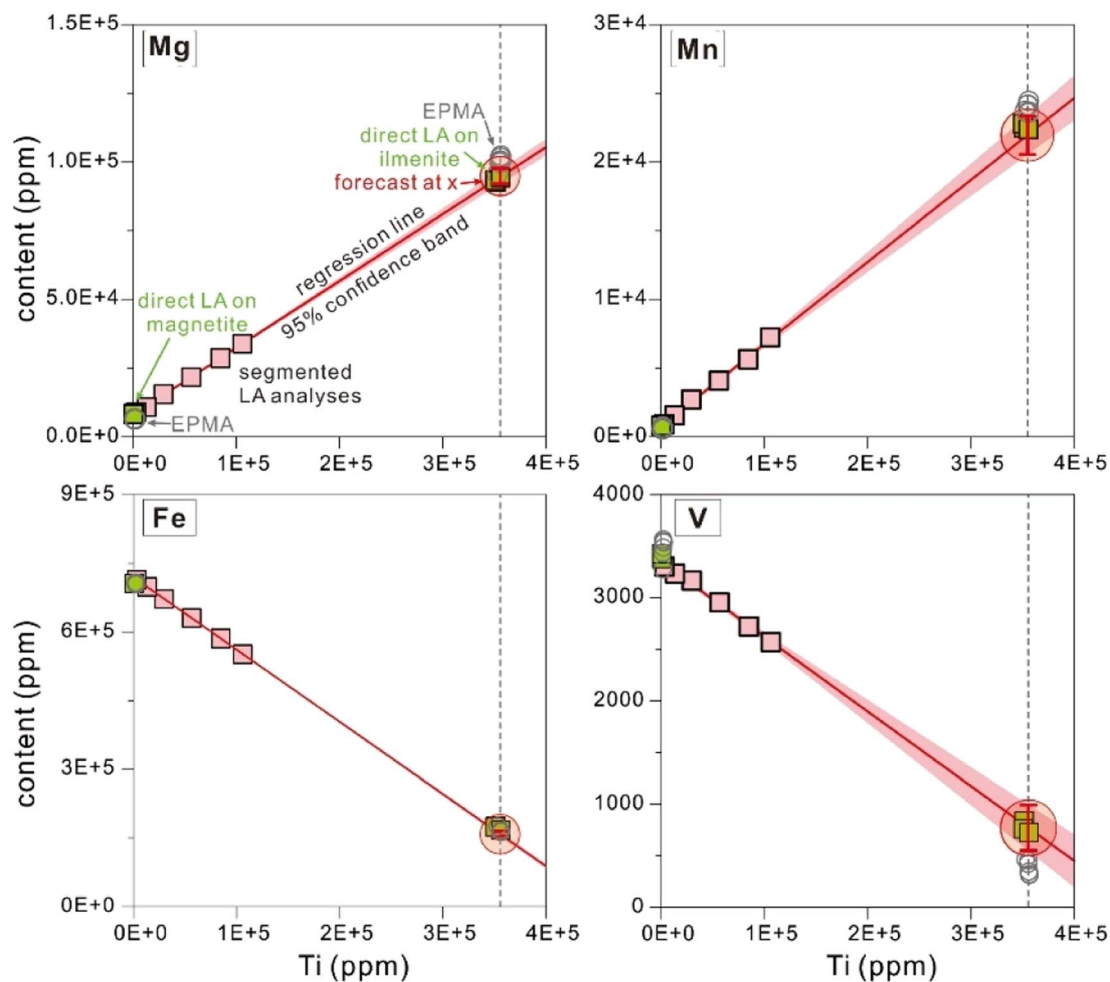 1.5E+5
[Mg]
EPMA
direct LA on
ilmenite
forecast at x
1.0E+5
content (ppm)
regression line
95% confidence band
5.0E+4
direct LA on
magnetite
segmented
LA analyses
EPMA
0.0E+0
0E+0 1E+5 2E+5 3E+5 4E+5
3E+4
[Mn]
2E+4
1E+4
0E+0
0E+0 1E+5 2E+5 3E+5 4E+5
9E+5
Fe
6E+5
content (ppm)
3E+5
0E+0
0E+0 1E+5 2E+5 3E+5 4E+5
Ti (ppm)
4000
V
3000
2000
1000
0
0E+0 1E+5 2E+5 3E+5 4E+5
Ti (ppm)